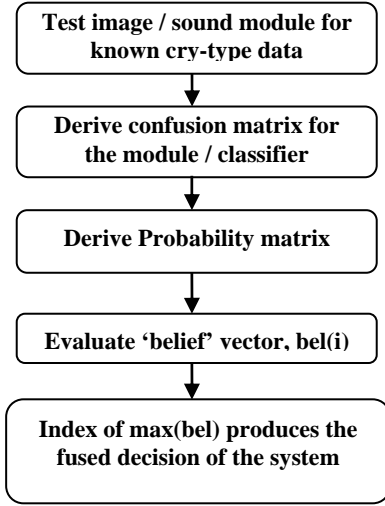 Test image / sound module for
known cry-type data
Derive confusion matrix for
the module / classifier
Derive Probability matrix
Evaluate ‘belief’ vector, bel(i)
Index of max(bel) produces the
fused decision of the system